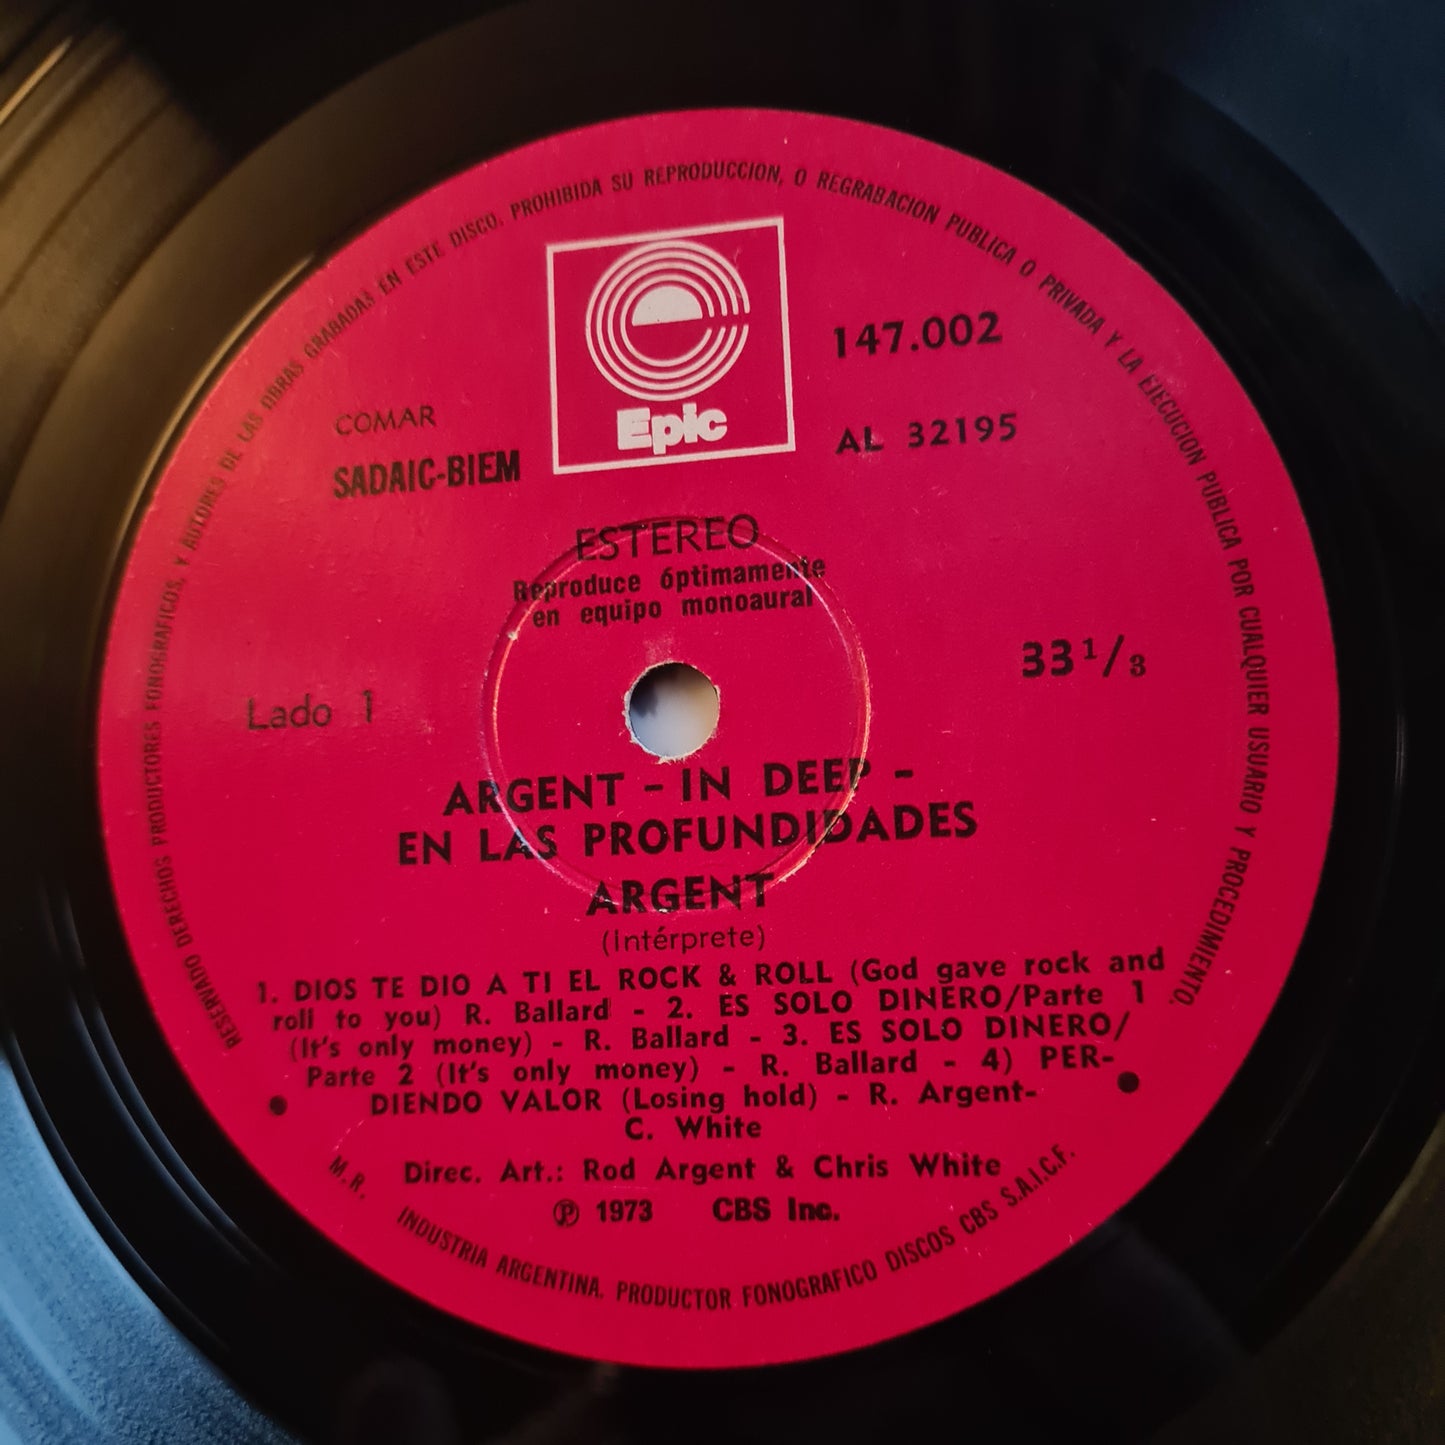 RESERVADO DERECHOS PRODUCTORES FONOGRAFICOS, Y AUTORES DE LAS OBRAS GRABADAS EN ESTE DISCO. PROHIBIDA SU REPRODUCCION, O REGRABACION PUBLICA O PRIVADA Y LA EJECUCION PUBLICA POR CUALQUIER USUARIO Y PROCEDIMIENTO.
Epic
147.002
COMAR
AL 32195
SADAIC-BIEM
ESTEREO
Reproduce óptimamente
en equipo monoaural
33 1/3
Lado 1
ARGENT - IN DEEP -
EN LAS PROFUNDIDADES
ARGENT
(Intérprete)
1. DIOS TE DIO A TI EL ROCK & ROLL (God gave rock and
roll to you) R. Ballard - 2. ES SOLO DINERO/Parte 1
(It's only money) - R. Ballard - 3. ES SOLO DINERO/
Parte 2 (It's only money) - R. Ballard - 4) PER-
DIENDO VALOR (Losing hold) - R. Argent-
C. White
Direc. Art.: Rod Argent & Chris White
℗ 1973 CBS Inc.
M.R. INDUSTRIA ARGENTINA. PRODUCTOR FONOGRAFICO DISCOS CBS S.A.I.C.F.